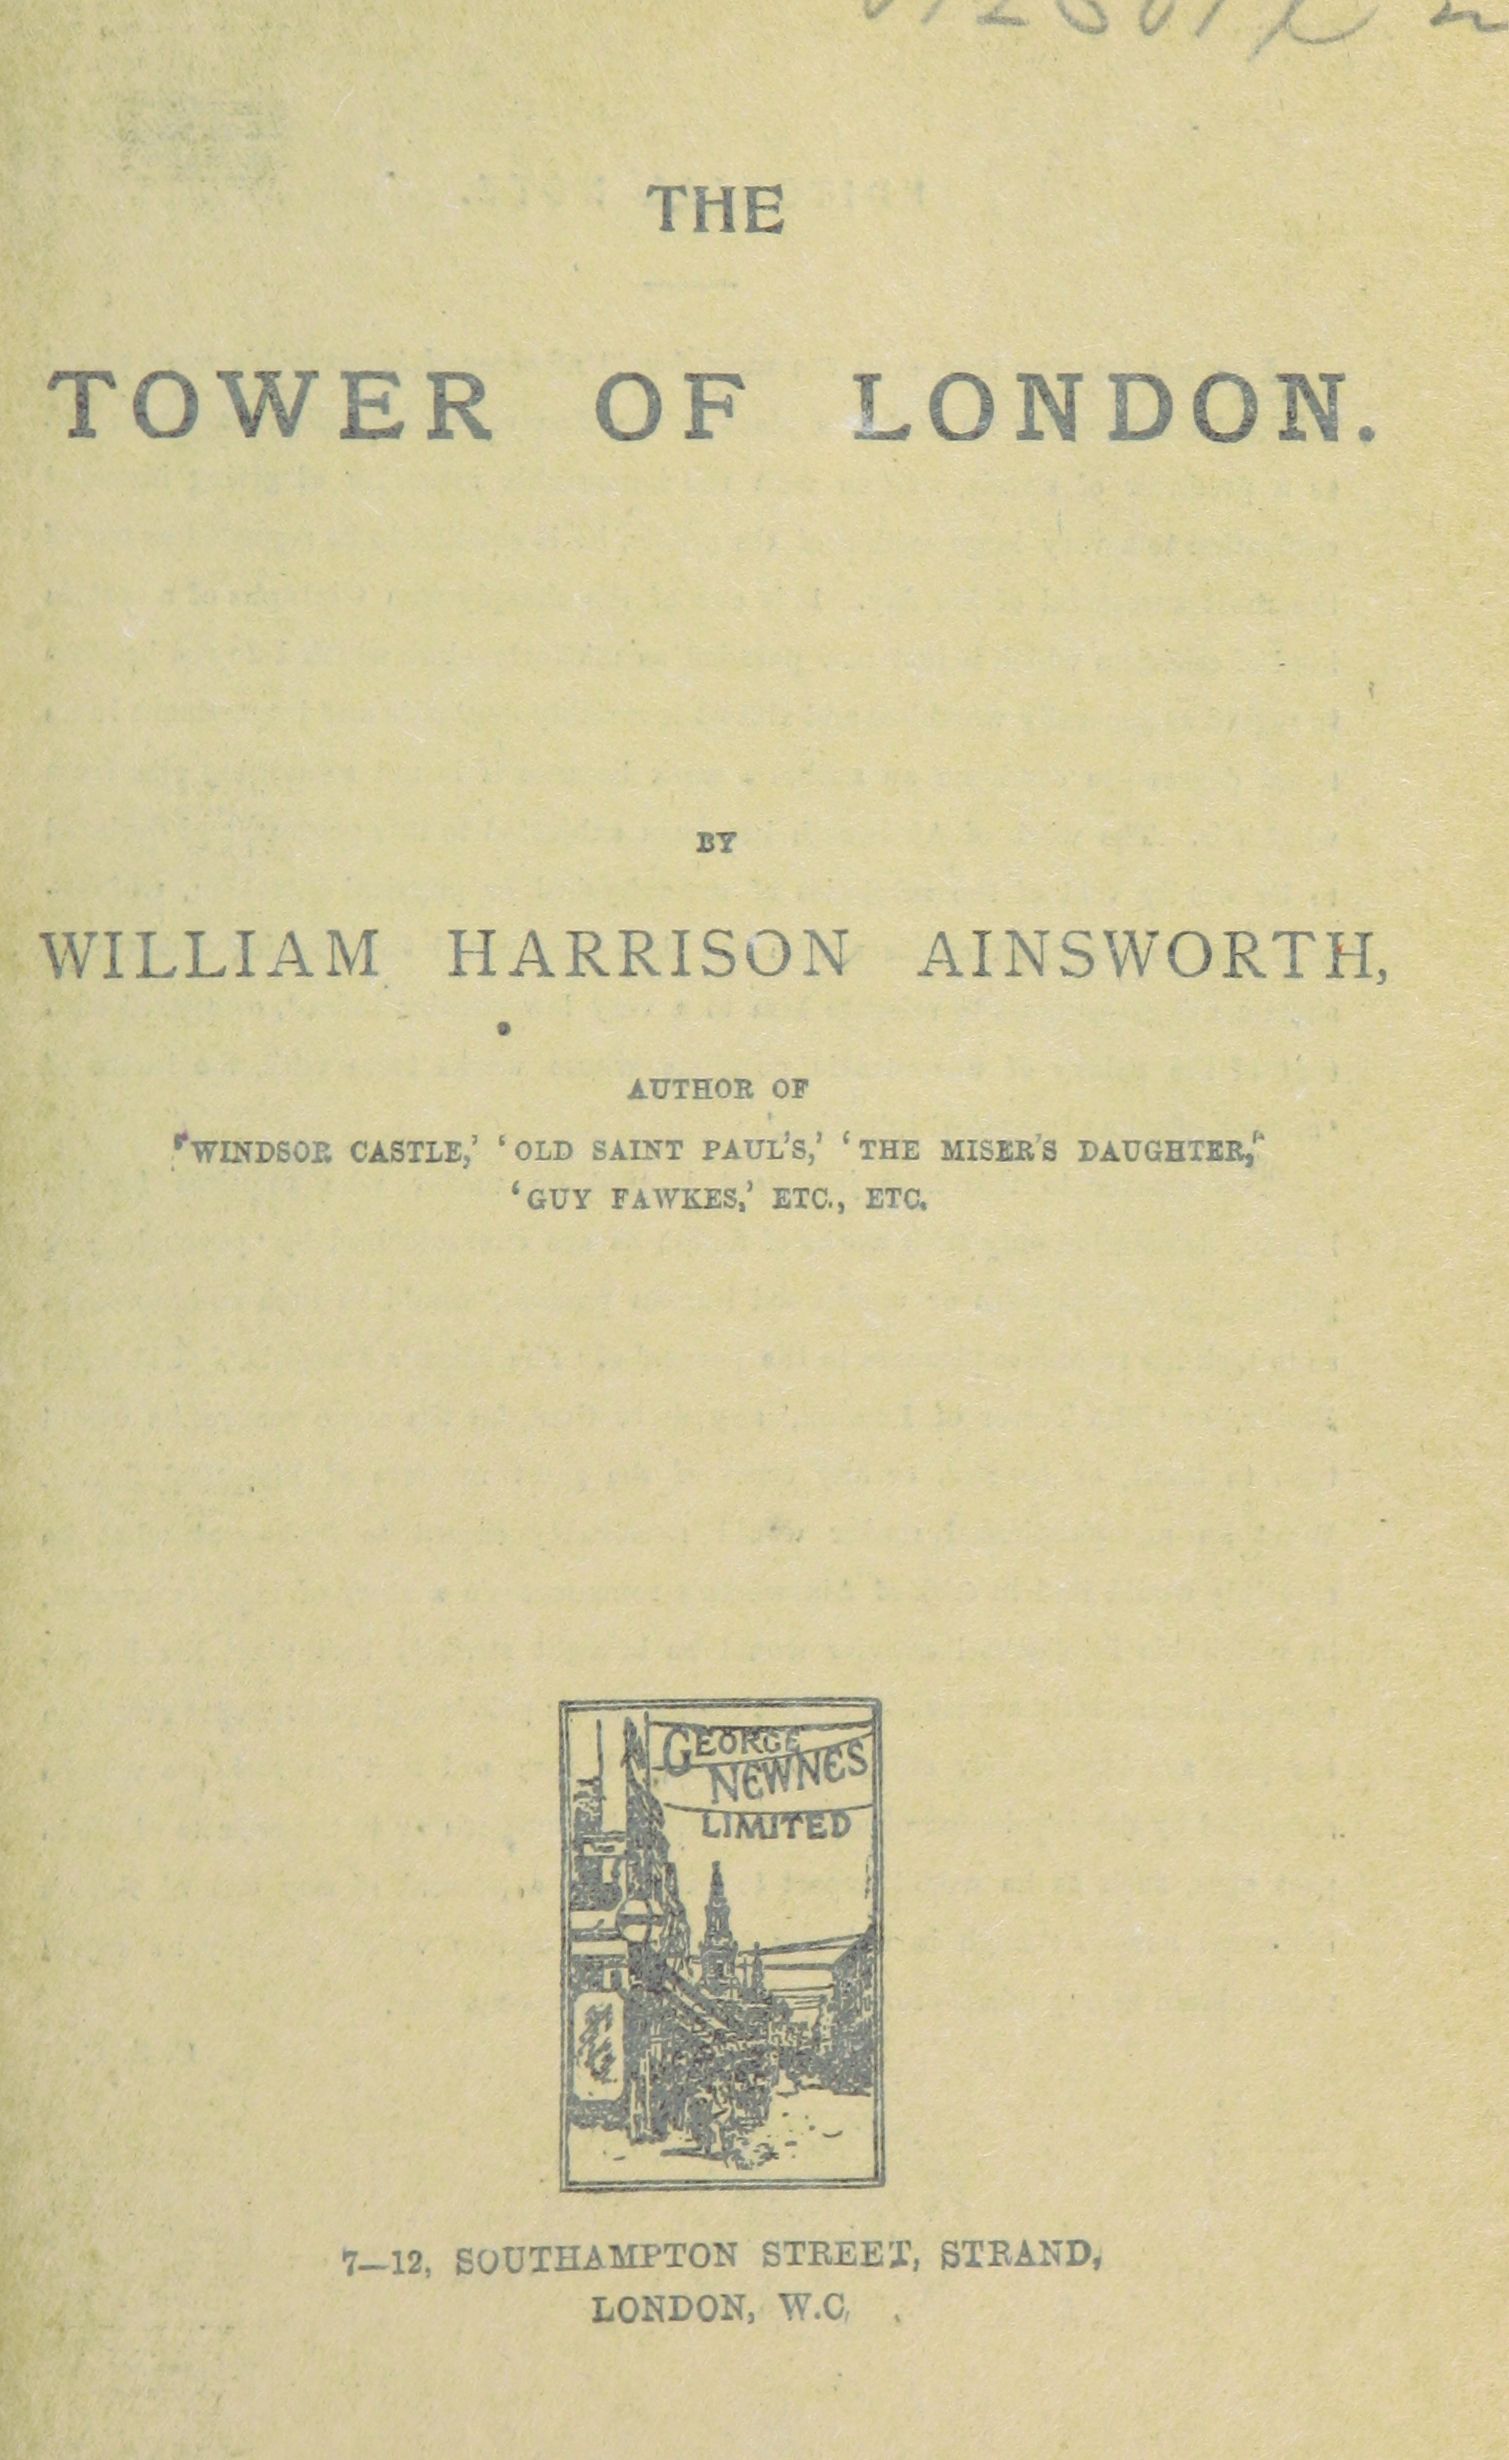 THE
TOWER OF LONDON.
BY
WILLIAM HARRISON AINSWORTH,
AUTHOR OF
'WINDSOR CASTLE,' 'OLD SAINT PAUL'S,' 'THE MISER'S DAUGHTER,'
'GUY FAWKES,' ETC., ETC.
GEORGE
NEWNES
LIMITED
7—12, SOUTHAMPTON STREET, STRAND,
LONDON, W.C.